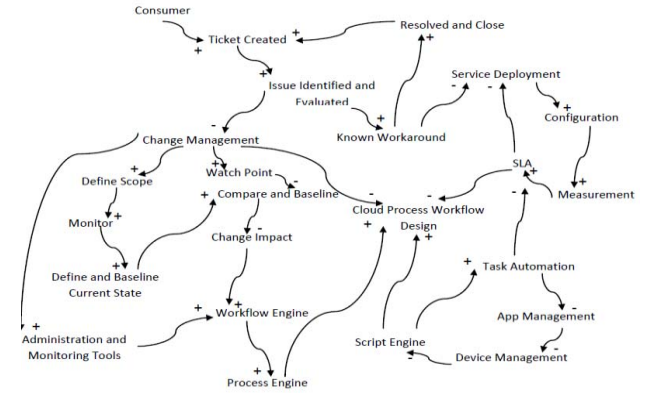 Consumer
Resolved and Close
+
+
Ticket Created
+
+
+
Issue Identified and
Evaluated
Service Deployment
-
-
+
Configuration
+
Known Workaround
-
Change Management
+
Watch Point
+
Define Scope
-
Compare and Baseline
+
SLA
+
+
Measurement
-
-
-
Cloud Process Workflow
Design
+
+
Monitor
+
Change Impact
-
+
Define and Baseline
Current State
+
Task Automation
+
Workflow Engine
+
-
App Management
+
Administration and
Monitoring Tools
Script Engine
-
-
Device Management
+
Process Engine